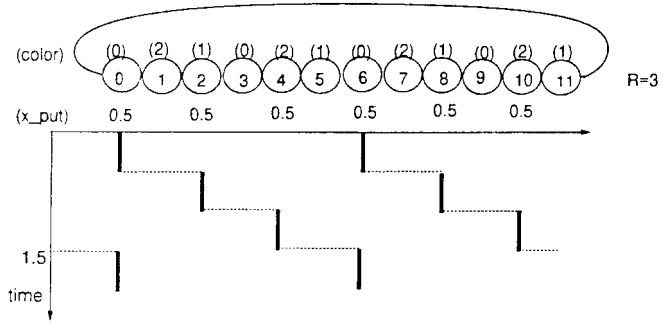 (color) (0) (2) (1) (0) (2) (1) (0) (2) (1) (0) (2) (1)
0 1 2 3 4 5 6 7 8 9 10 11 R=3
(x_put) 0.5 0.5 0.5 0.5 0.5 0.5
1.5
time